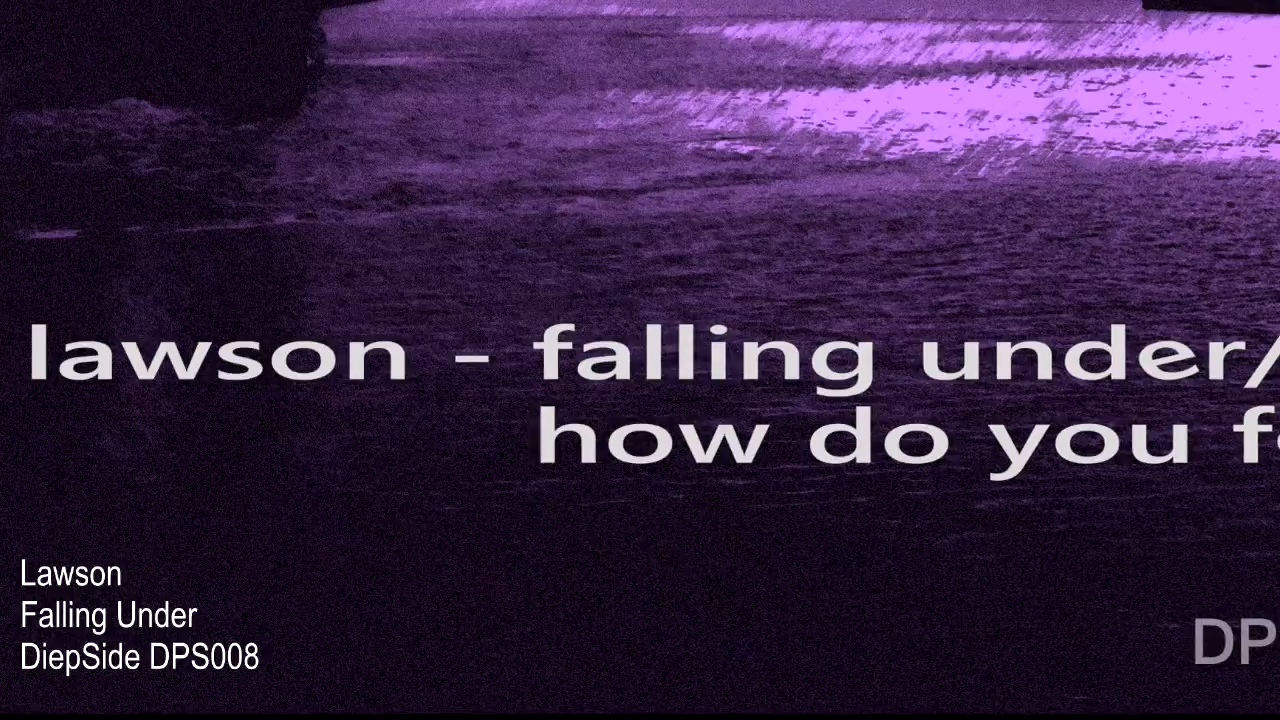 lawson - falling under/
how do you
Lawson
Falling Under
DiepSide DPS008
DP